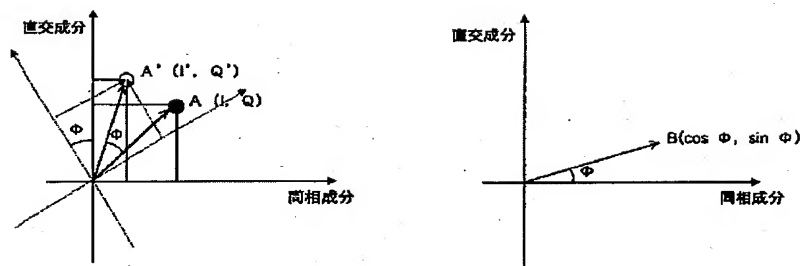 直交成分
A' (I', Q')
A (I, Q)
Φ
Φ
同相成分
直交成分
B(cos Φ, sin Φ)
Φ
同相成分